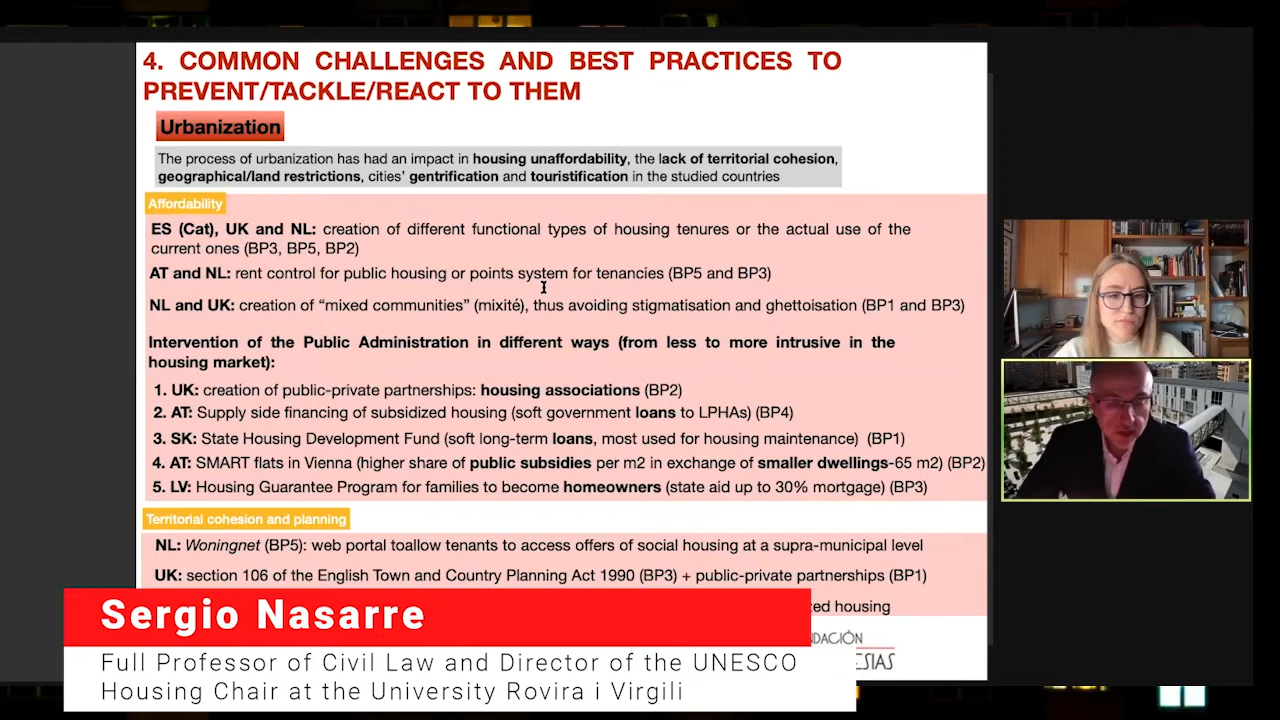 4. COMMON CHALLENGES AND BEST PRACTICES TO
PREVENT/TACKLE/REACT TO THEM
Urbanization
The process of urbanization has had an impact in housing unaffordability, the lack of territorial cohesion,
geographical/land restrictions, cities' gentrification and touristification in the studied countries
Affordability
ES (Cat), UK and NL: creation of different functional types of housing tenures or the actual use of the
current ones (BP3, BP5, BP2)
AT and NL: rent control for public housing or points system for tenancies (BP5 and BP3)
NL and UK: creation of “mixed communities” (mixité), thus avoiding stigmatisation and ghettoisation (BP1 and BP3)
Intervention of the Public Administration in different ways (from less to more intrusive in the
housing market):
1. UK: creation of public-private partnerships: housing associations (BP2)
2. AT: Supply side financing of subsidized housing (soft government loans to LPHAs) (BP4)
3. SK: State Housing Development Fund (soft long-term loans, most used for housing maintenance) (BP1)
4. AT: SMART flats in Vienna (higher share of public subsidies per m2 in exchange of smaller dwellings-65 m2) (BP2)
5. LV: Housing Guarantee Program for families to become homeowners (state aid up to 30% mortgage) (BP3)
Territorial cohesion and planning
NL: Woningnet (BP5): web portal toallow tenants to access offers of social housing at a supra-municipal level
UK: section 106 of the English Town and Country Planning Act 1990 (BP3) + public-private partnerships (BP1)
housing
Sergio Nasarre
Full Professor of Civil Law and Director of the UNESCO
Housing Chair at the University Rovira i Virgili